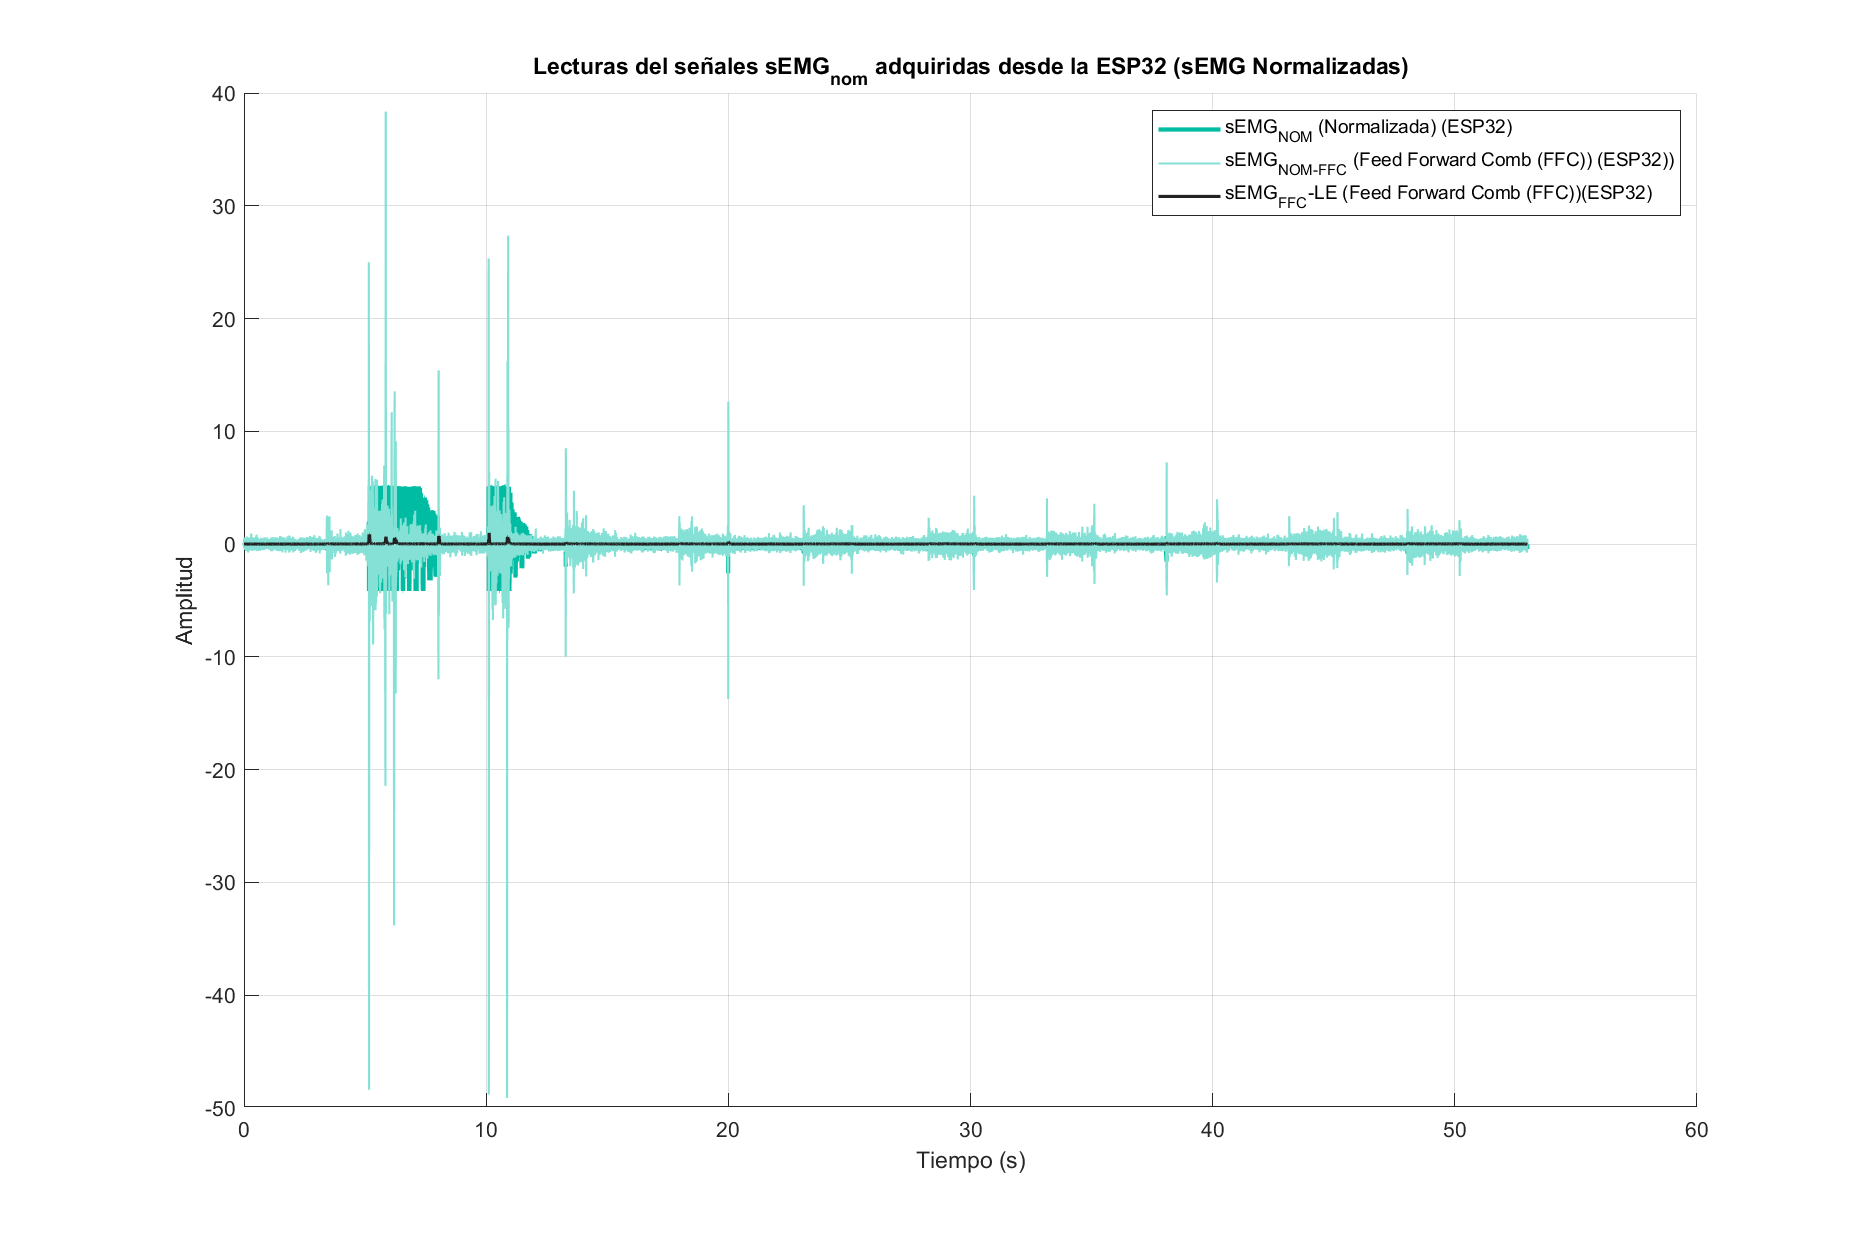 Lecturas del señales sEMGnom adquiridas desde la ESP32 (sEMG Normalizadas)
sEMGNOM (Normalizada) (ESP32)
sEMGNOM-FFC (Feed Forward Comb (FFC)) (ESP32))
sEMGFFC-LE (Feed Forward Comb (FFC))(ESP32)
40
30
20
10
0
-10
-20
-30
-40
-50
Amplitud
0 10 20 30 40 50 60
Tiempo (s)